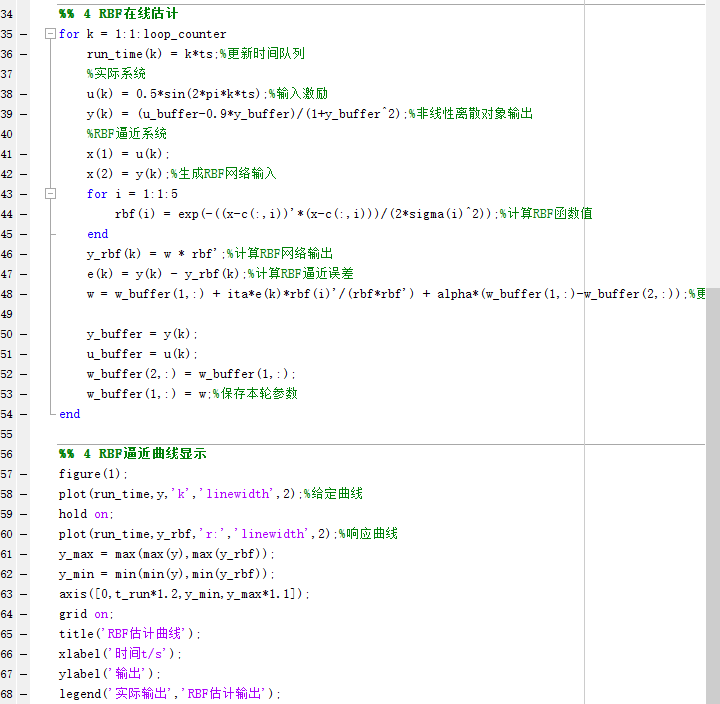 34 %% 4 RBF在线估计
35 for k = 1:1:loop_counter
36 run_time(k) = k*ts;%更新时间队列
37 %实际系统
38 u(k) = 0.5*sin(2*pi*k*ts);%输入激励
39 y(k) = (u_buffer-0.9*y_buffer)/(1+y_buffer^2);%非线性离散对象输出
40 %RBF逼近系统
41 x(1) = u(k);
42 x(2) = y(k);%生成RBF网络输入
43 for i = 1:1:5
44 rbf(i) = exp(-((x-c(:,i))'*(x-c(:,i)))/(2*sigma(i)^2));%计算RBF函数值
45 end
46 y_rbf(k) = w * rbf';%计算RBF网络输出
47 e(k) = y(k) - y_rbf(k);%计算RBF逼近误差
48 w = w_buffer(1,:) + ita*e(k)*rbf(i)'/(rbf*rbf') + alpha*(w_buffer(1,:)-w_buffer(2,:));%更
49
50 y_buffer = y(k);
51 u_buffer = u(k);
52 w_buffer(2,:) = w_buffer(1,:);
53 w_buffer(1,:) = w;%保存本轮参数
54 end
55
56 %% 4 RBF逼近曲线显示
57 figure(1);
58 plot(run_time,y,'k','linewidth',2);%给定曲线
59 hold on;
60 plot(run_time,y_rbf,'r:','linewidth',2);%响应曲线
61 y_max = max(max(y),max(y_rbf));
62 y_min = min(min(y),min(y_rbf));
63 axis([0,t_run*1.2,y_min,y_max*1.1]);
64 grid on;
65 title('RBF估计曲线');
66 xlabel('时间t/s');
67 ylabel('输出');
68 legend('实际输出','RBF估计输出');